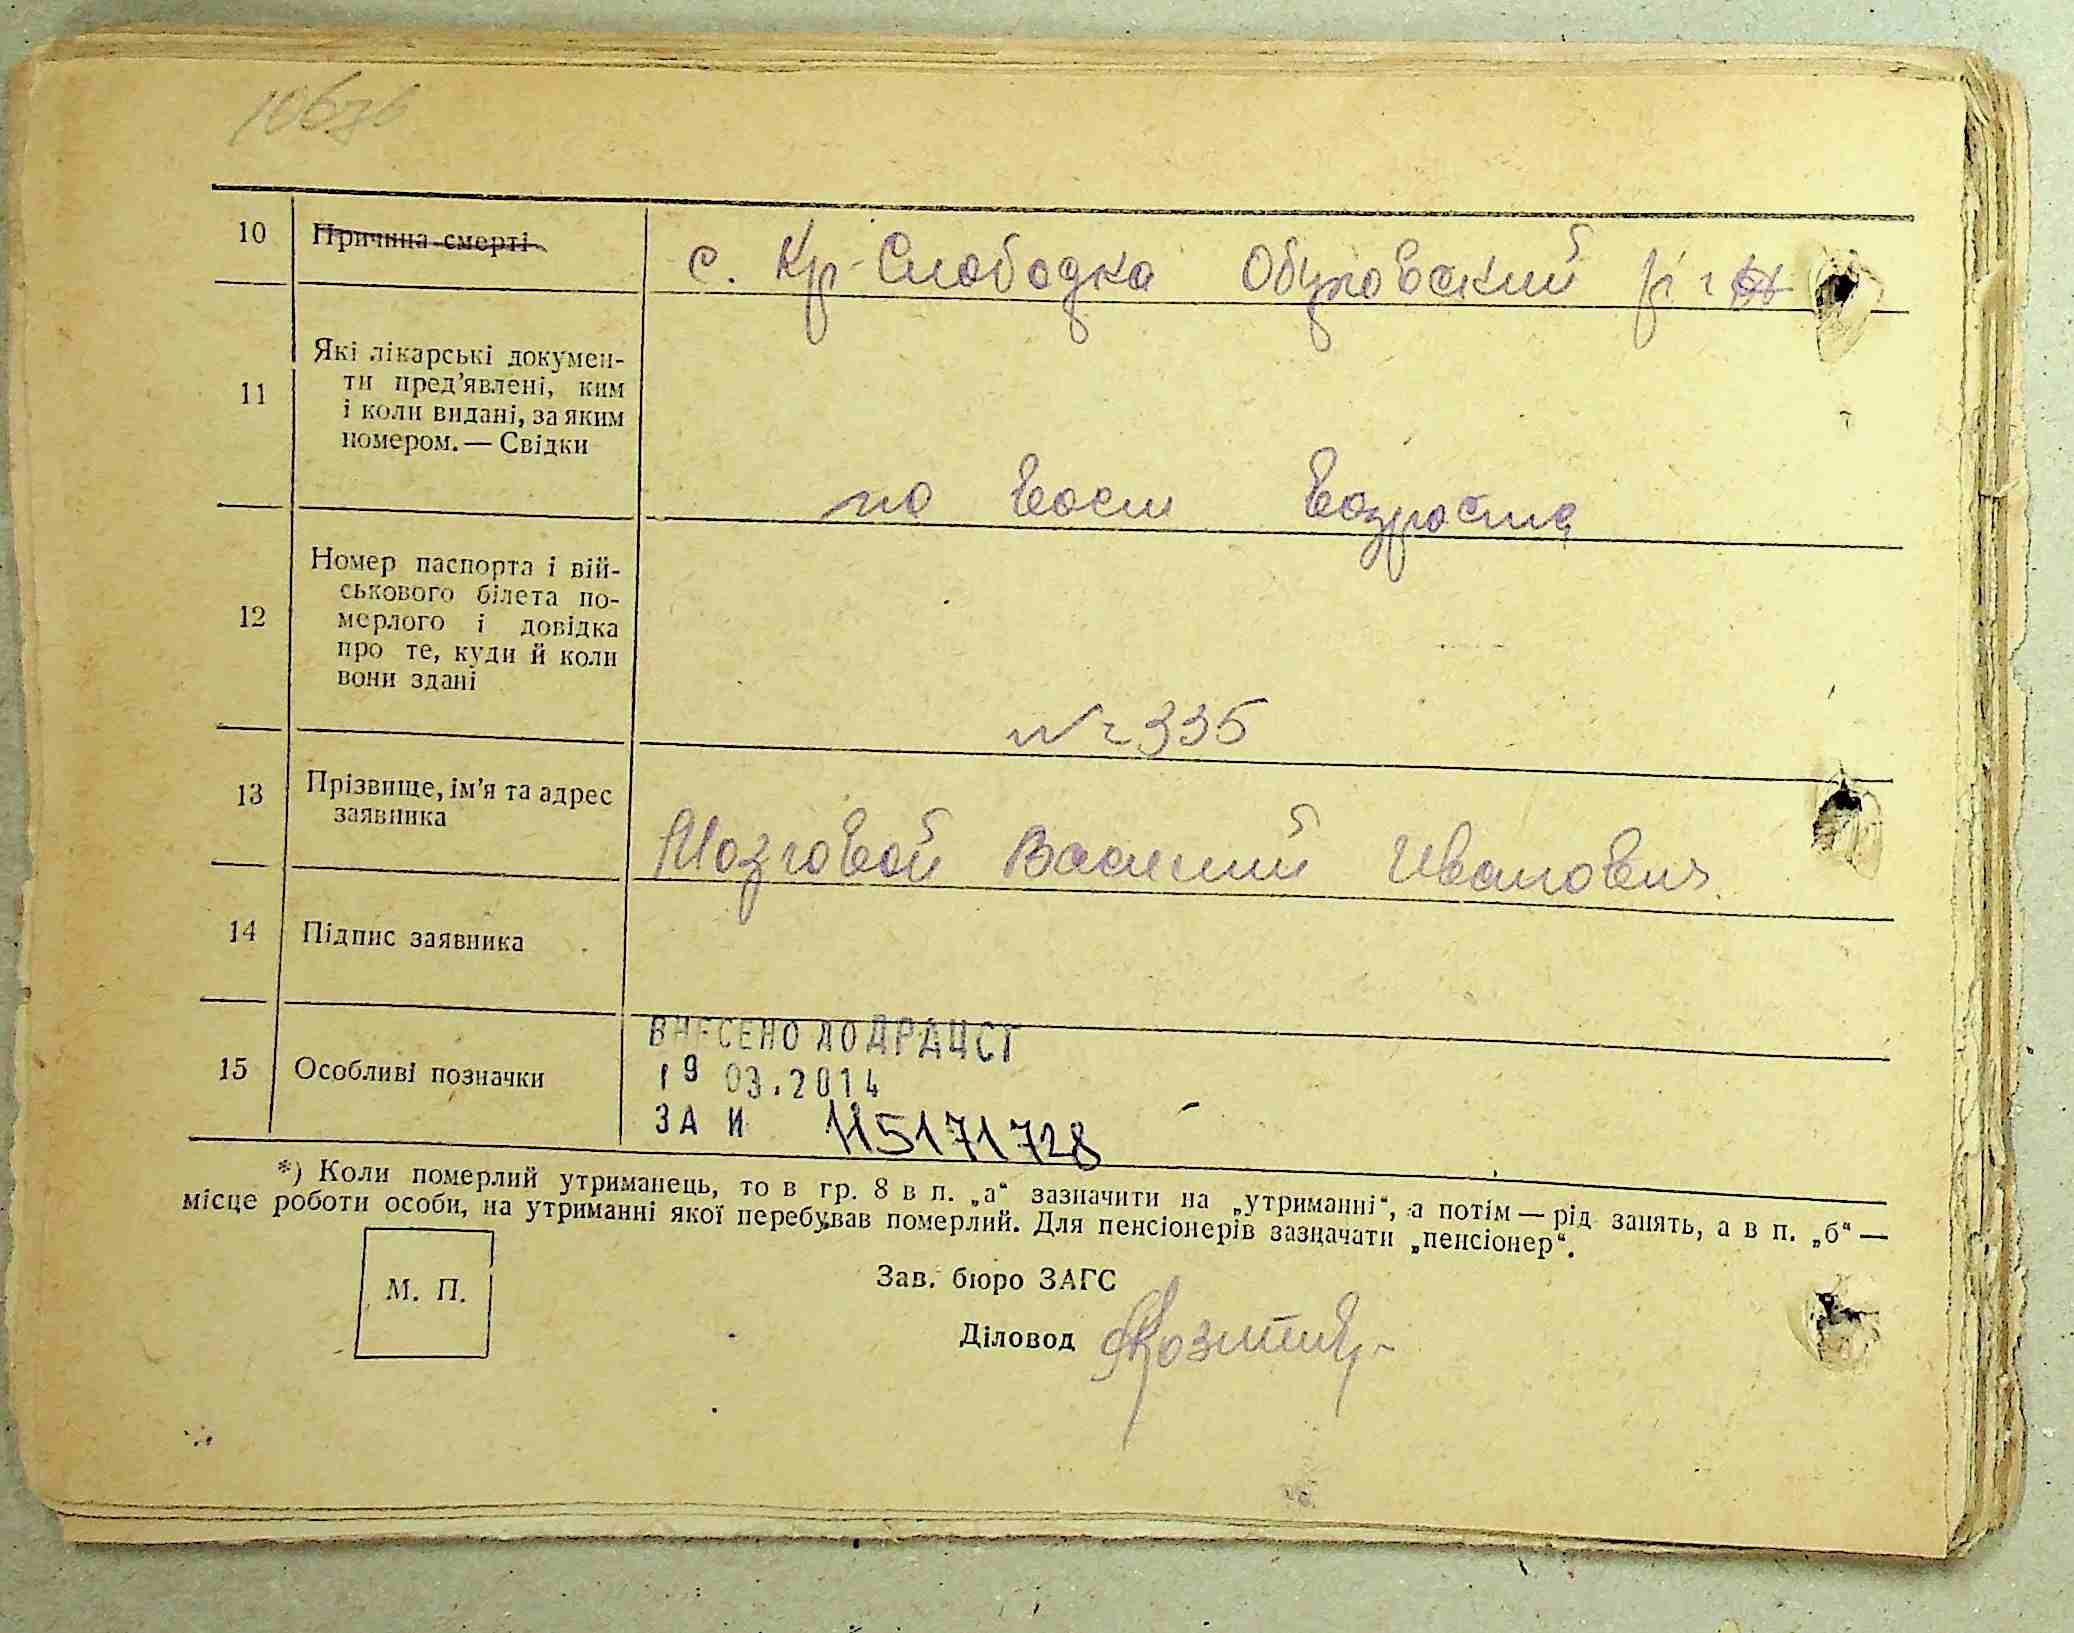 10
Причина смерті
с. Кр-Слободка Обуховский р-н
11
Які лікарські докумен-
ти пред’явлені, ким
і коли видані, за яким
номером. — Свідки
по возрасту
12
Номер паспорта і вій-
ськового білета по-
мерлого і довідка
про те, куди й коли
вони здані
335
13
Прізвище, ім’я та адрес
заявника
Мозговой Василий Иванович
14
Підпис заявника
15
Особливі позначки
ВНЕСЕНО ДО ДРАЦСГ
19 03.2014
ЗА И 115171728
*) Коли померлий утриманець, то в гр. 8 в п. „а“ зазначити на „утриманні“, а потім — рід занять, а в п. „б“ —
місце роботи особи, на утриманні якої перебував померлий. Для пенсіонерів зазначати „пенсіонер“.
М. П.
Зав. бюро ЗАГС
Діловод